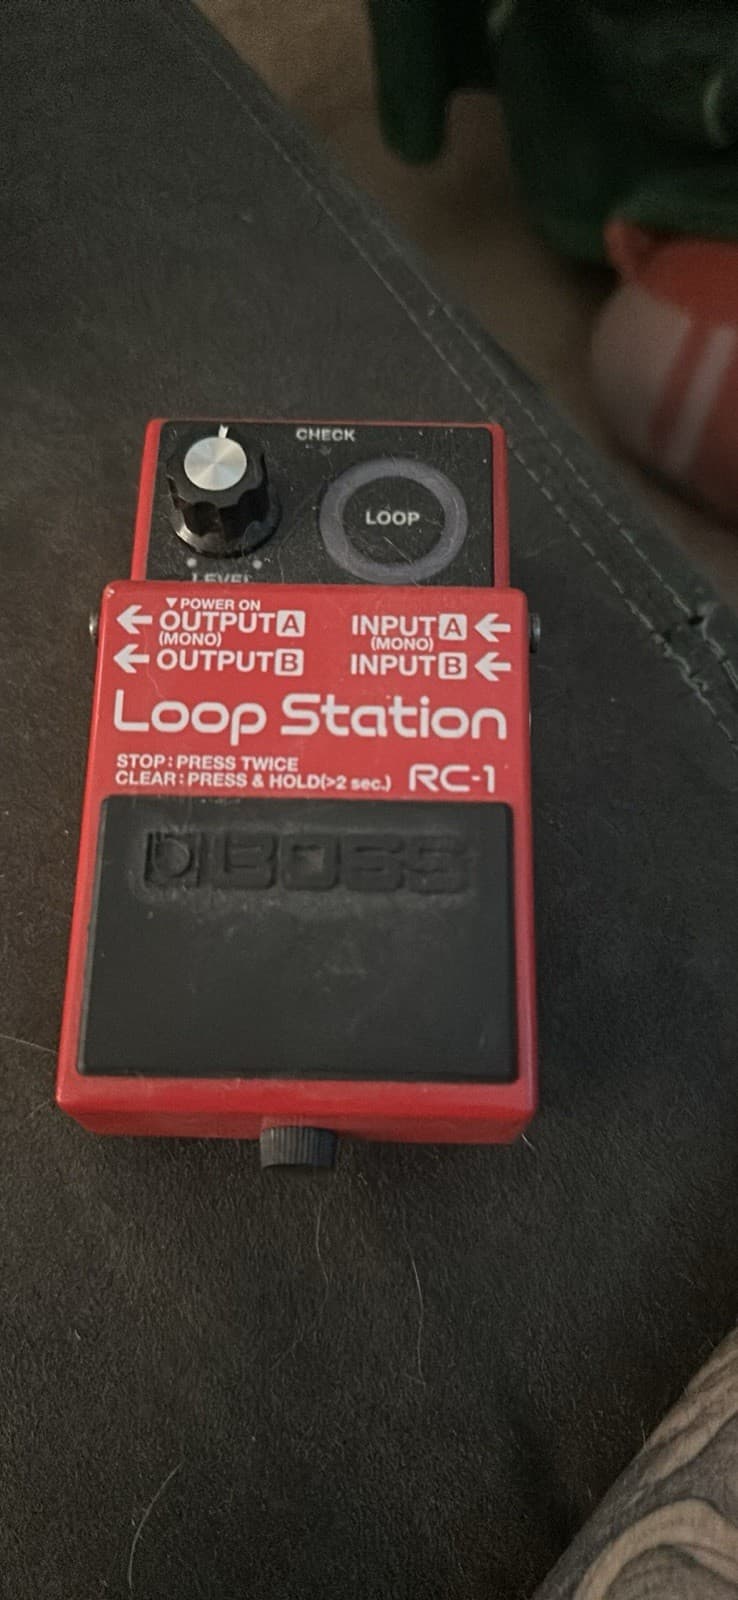 CHECK
LOOP
LEVEL
▼POWER ON
← OUTPUT A
(MONO)
← OUTPUT B
INPUT A ←
(MONO)
INPUT B ←
Loop Station
STOP : PRESS TWICE
CLEAR : PRESS & HOLD(>2 sec.)
RC-1
BOSS